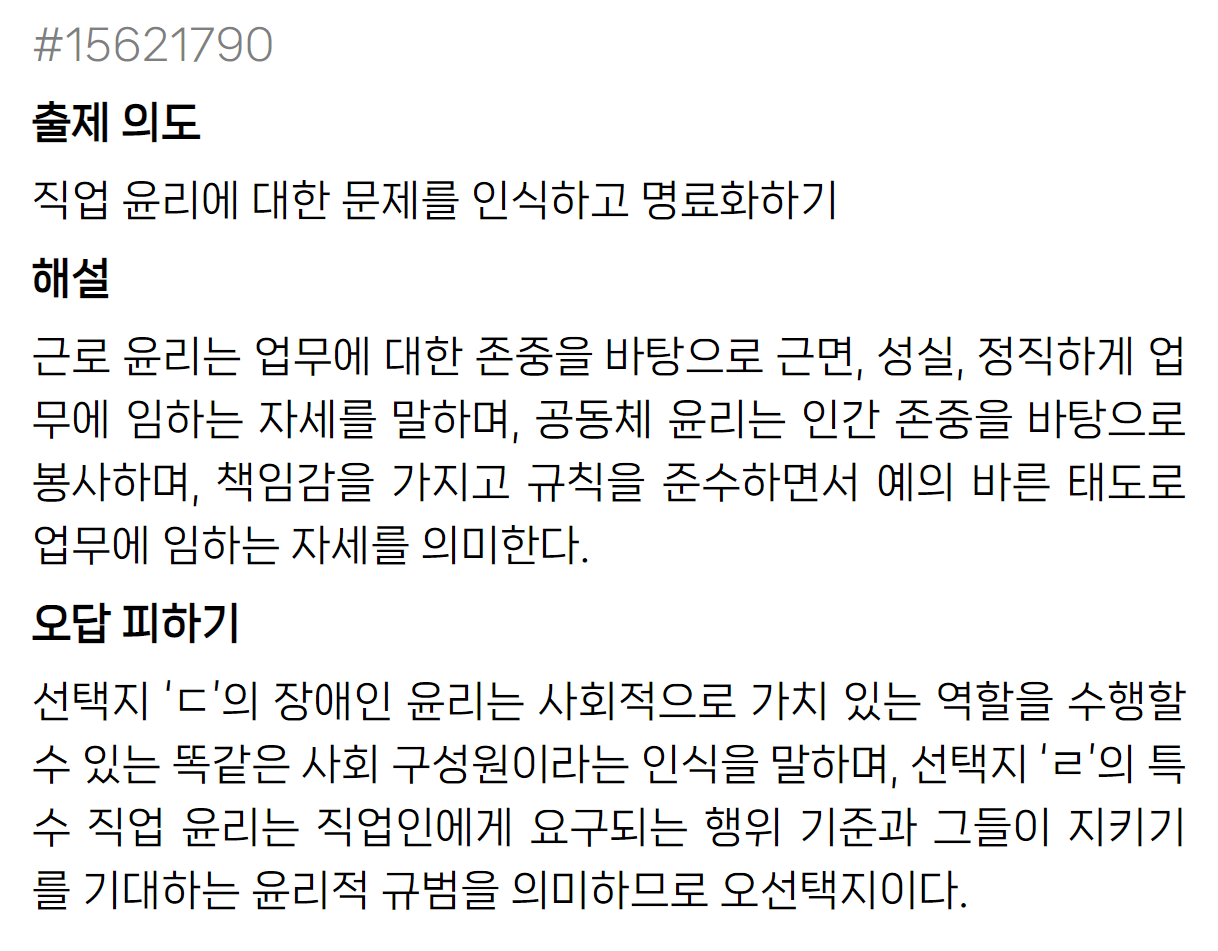 #15621790
출제 의도
직업 윤리에 대한 문제를 인식하고 명료화하기
해설
근로 윤리는 업무에 대한 존중을 바탕으로 근면, 성실, 정직하게 업
무에 임하는 자세를 말하며, 공동체 윤리는 인간 존중을 바탕으로
봉사하며, 책임감을 가지고 규칙을 준수하면서 예의 바른 태도로
업무에 임하는 자세를 의미한다.
오답 피하기
선택지 ‘ㄷ’의 장애인 윤리는 사회적으로 가치 있는 역할을 수행할
수 있는 똑같은 사회 구성원이라는 인식을 말하며, 선택지 ‘ㄹ’의 특
수 직업 윤리는 직업인에게 요구되는 행위 기준과 그들이 지키기
를 기대하는 윤리적 규범을 의미하므로 오선택지이다.